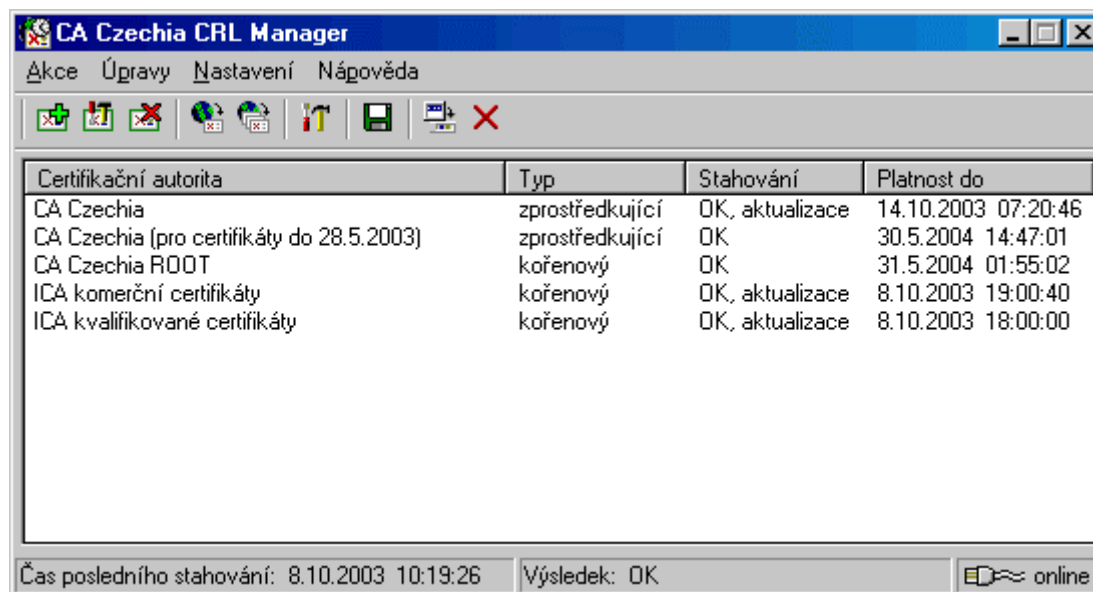 CA Czechia CRL Manager
Akce Úpravy Nastavení Nápověda
Certifikační autorita Typ Stahování Platnost do
CA Czechia zprostředkující OK, aktualizace 14.10.2003 07:20:46
CA Czechia (pro certifikáty do 28.5.2003) zprostředkující OK 30.5.2004 14:47:01
CA Czechia ROOT kořenový OK 31.5.2004 01:55:02
ICA komerční certifikáty kořenový OK, aktualizace 8.10.2003 19:00:40
ICA kvalifikované certifikáty kořenový OK, aktualizace 8.10.2003 18:00:00
Čas posledního stahování: 8.10.2003 10:19:26 Výsledek: OK online